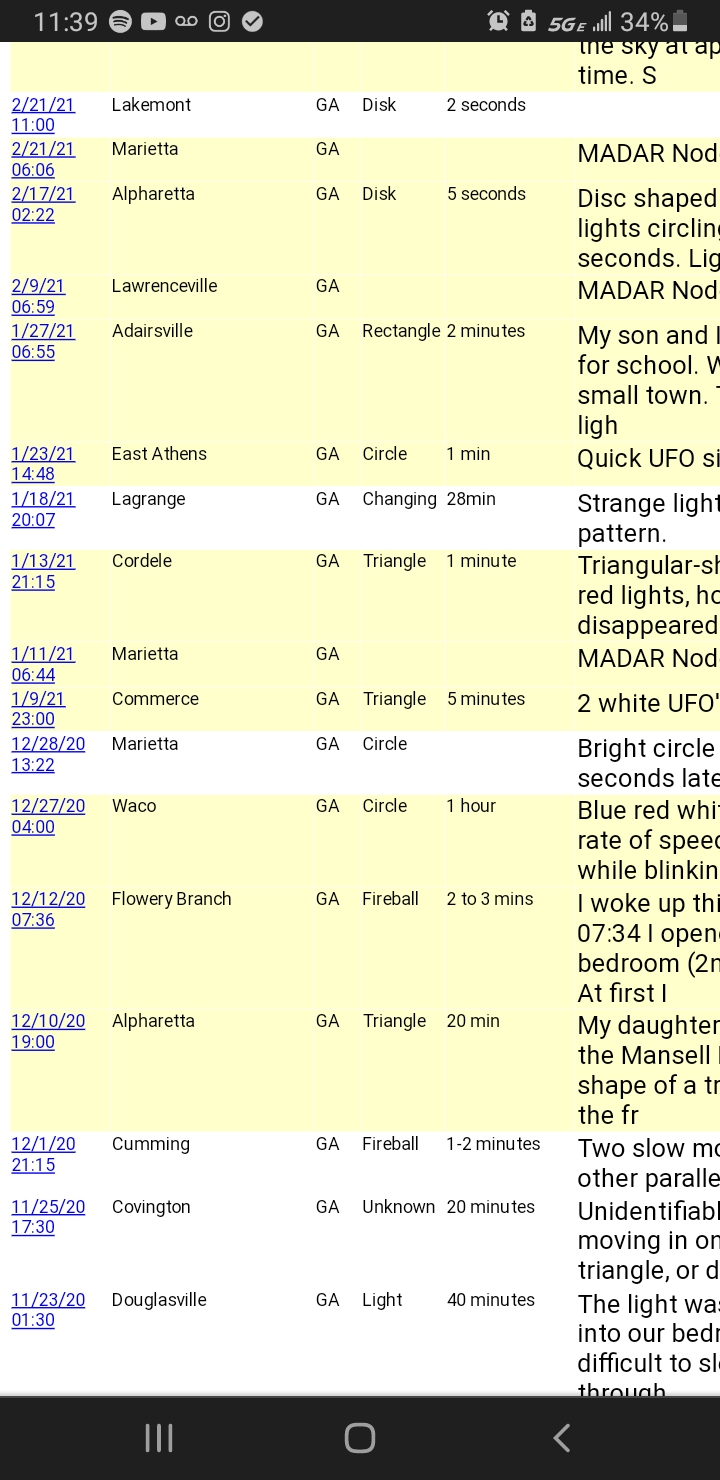 11:39 5GE 34%
the sky at ap
time. S
2/21/21 Lakemont GA Disk 2 seconds
11:00
2/21/21 Marietta GA MADAR Node
06:06
2/17/21 Alpharetta GA Disk 5 seconds Disc shaped
02:22 lights circling
seconds. Lig
2/9/21 Lawrenceville GA MADAR Node
06:59
1/27/21 Adairsville GA Rectangle 2 minutes My son and I
06:55 for school. W
small town. T
ligh
1/23/21 East Athens GA Circle 1 min Quick UFO si
14:48
1/18/21 Lagrange GA Changing 28min Strange light
20:07 pattern.
1/13/21 Cordele GA Triangle 1 minute Triangular-sh
21:15 red lights, ho
disappeared
1/11/21 Marietta GA MADAR Node
06:44
1/9/21 Commerce GA Triangle 5 minutes 2 white UFO'
23:00
12/28/20 Marietta GA Circle Bright circle
13:22 seconds late
12/27/20 Waco GA Circle 1 hour Blue red whit
04:00 rate of speed
while blinkin
12/12/20 Flowery Branch GA Fireball 2 to 3 mins I woke up thi
07:36 07:34 I opene
bedroom (2n
At first I
12/10/20 Alpharetta GA Triangle 20 min My daughter
19:00 the Mansell
shape of a tr
the fr
12/1/20 Cumming GA Fireball 1-2 minutes Two slow mo
21:15 other paralle
11/25/20 Covington GA Unknown 20 minutes Unidentifiabl
17:30 moving in on
triangle, or d
11/23/20 Douglasville GA Light 40 minutes The light was
01:30 into our bedr
difficult to sle
through